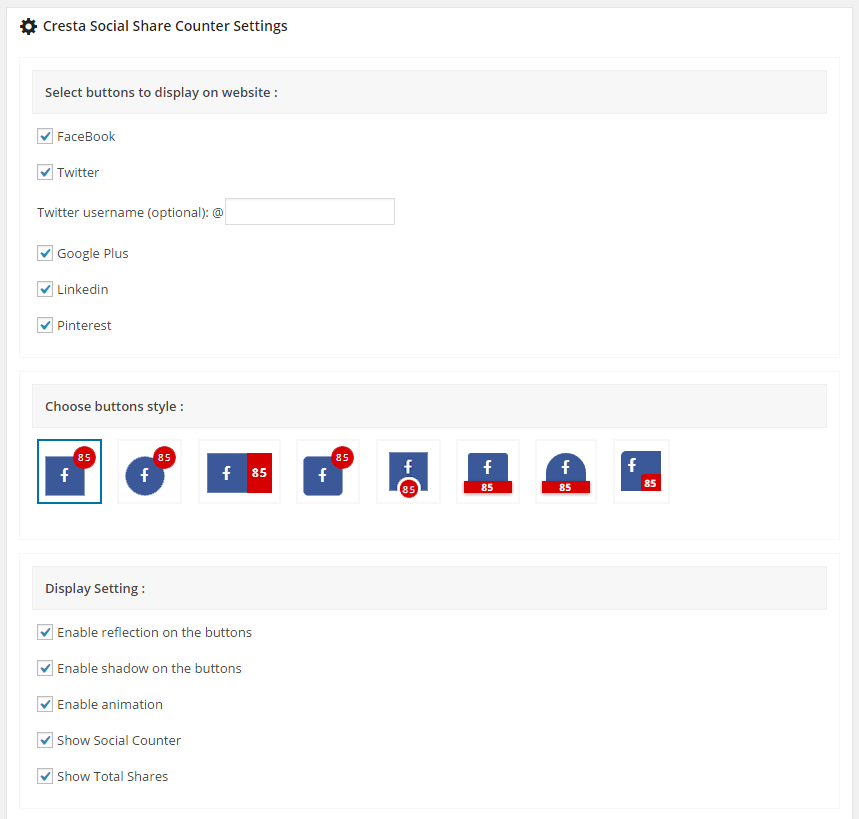 Cresta Social Share Counter Settings
Select buttons to display on website :
FaceBook
Twitter
Twitter username (optional): @
Google Plus
Linkedin
Pinterest
Choose buttons style :
f 85 f 85 f 85 f 85 f 85 f 85 f 85 f 85
Display Setting :
Enable reflection on the buttons
Enable shadow on the buttons
Enable animation
Show Social Counter
Show Total Shares